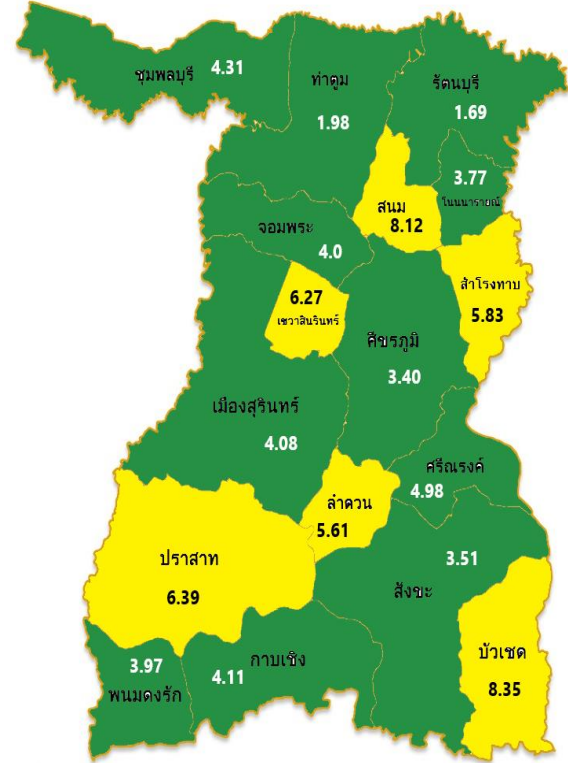 ชุมพลบุรี 4.31
ท่าตูม
1.98
รัตนบุรี
1.69
3.77
โนนนารายณ์
สนม
8.12
จอมพระ
4.0
สำโรงทาบ
5.83
6.27
เขวาสินรินทร์
ศีขรภูมิ
3.40
เมืองสุรินทร์
4.08
ศรีณรงค์
4.98
ลำดวน
5.61
ปราสาท
6.39
3.51
สังขะ
บัวเชด
8.35
กาบเชิง
4.11
3.97
พนมดงรัก